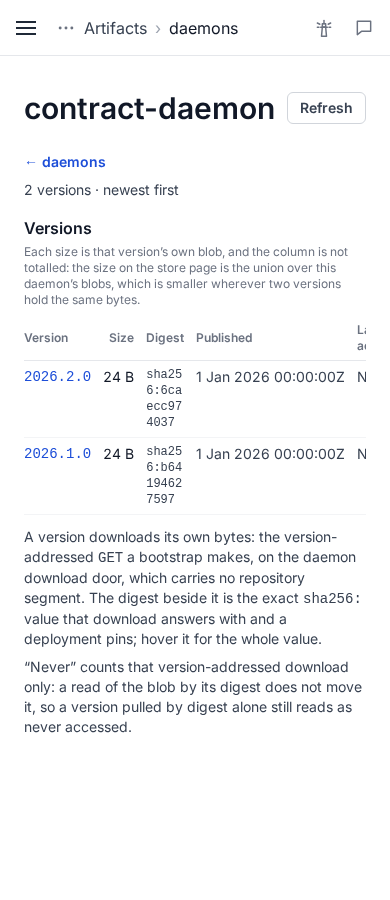 ··· Artifacts › daemons
contract-daemon Refresh
← daemons
2 versions · newest first
Versions
Each size is that version’s own blob, and the column is not
totalled: the size on the store page is the union over this
daemon’s blobs, which is smaller wherever two versions
hold the same bytes.
Version Size Digest Published
2026.2.0 24 B sha25 1 Jan 2026 00:00:00Z
6:6ca
ecc97
4037
2026.1.0 24 B sha25 1 Jan 2026 00:00:00Z
6:b64
19462
7597
A version downloads its own bytes: the version-
addressed GET a bootstrap makes, on the daemon
download door, which carries no repository
segment. The digest beside it is the exact sha256:
value that download answers with and a
deployment pins; hover it for the whole value.
“Never” counts that version-addressed download
only: a read of the blob by its digest does not move
it, so a version pulled by digest alone still reads as
never accessed.